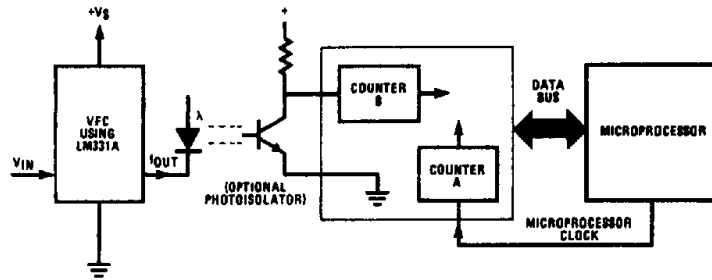 +VS
VFC
USING
LM331A
VIN
fOUT
λ
(OPTIONAL
PHOTOISOLATOR)
+
COUNTER
B
COUNTER
A
DATA
BUS
MICROPROCESSOR
MICROPROCESSOR
CLOCK